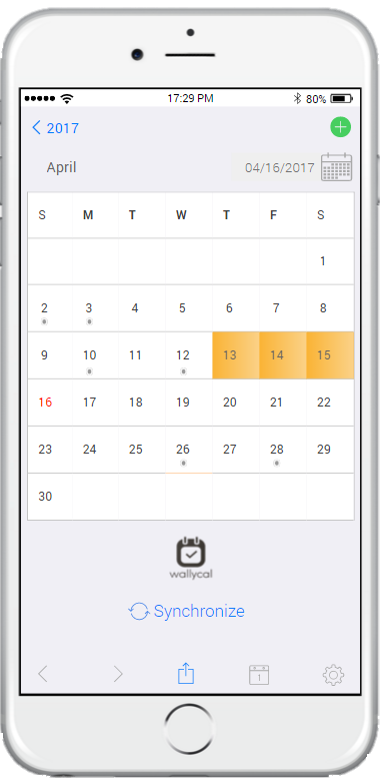 17:29 PM 80%
2017
April 04/16/2017
S M T W T F S
1
2 3 4 5 6 7 8
9 10 11 12 13 14 15
16 17 18 19 20 21 22
23 24 25 26 27 28 29
30
wallycal
Synchronize
1